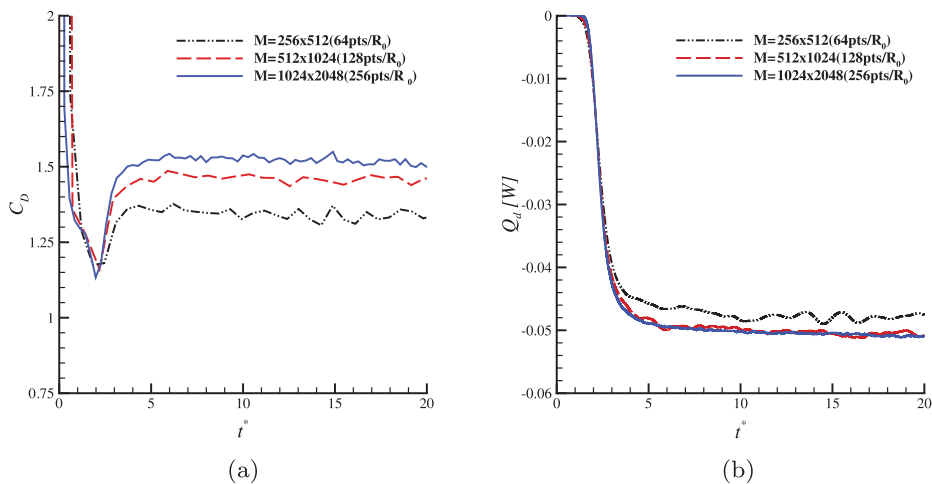 2
1.75
1.5
1.25
1
0.75
C_D
0
5
10
15
20
t*
M=256x512(64pts/R₀)
M=512x1024(128pts/R₀)
M=1024x2048(256pts/R₀)
(a)
0
-0.01
-0.02
-0.03
-0.04
-0.05
-0.06
Q_d [W]
0
5
10
15
20
t*
M=256x512(64pts/R₀)
M=512x1024(128pts/R₀)
M=1024x2048(256pts/R₀)
(b)